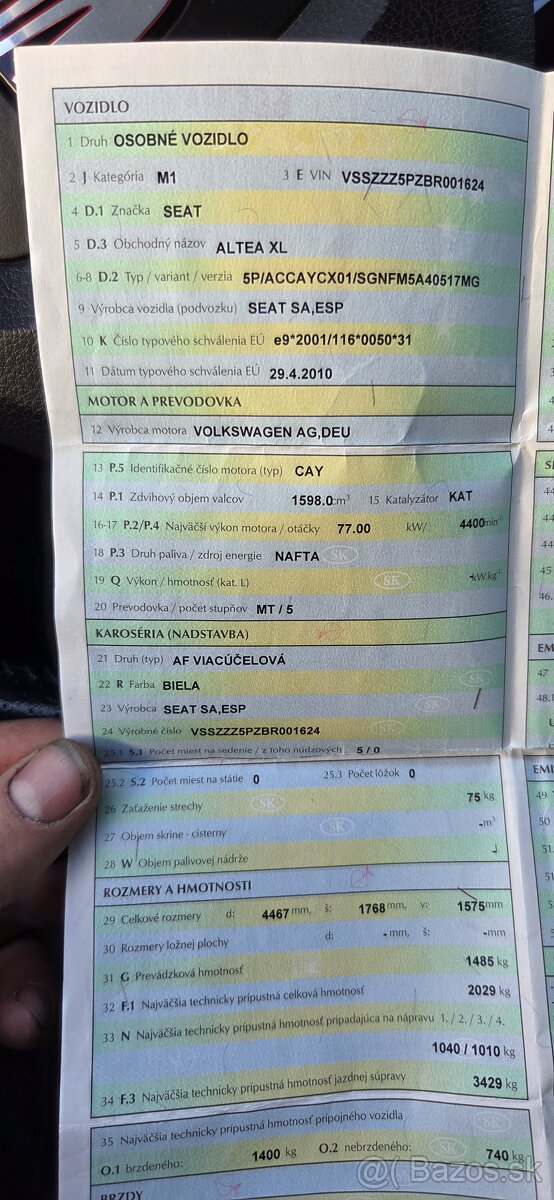 VOZIDLO
1 Druh OSOBNÉ VOZIDLO
2 J Kategória M1 3 E VIN VSSZZZ5PZBR001624
4 D.1 Značka SEAT
5 D.3 Obchodný názov ALTEA XL
6-8 D.2 Typ / variant / verzia 5P/ACCAYCX01/SGNFM5A40517MG
9 Výrobca vozidla (podvozku) SEAT SA,ESP
10 K Číslo typového schválenia EÚ e9*2001/116*0050*31
11 Dátum typového schválenia EÚ 29.4.2010
MOTOR A PREVODOVKA
12 Výrobca motora VOLKSWAGEN AG,DEU
13 P.5 Identifikačné číslo motora (typ) CAY
14 P.1 Zdvihový objem valcov 1598.0 cm³ 15 Katalyzátor KAT
16-17 P.2/P.4 Najväčší výkon motora / otáčky 77.00 kW/ 4400 min⁻¹
18 P.3 Druh paliva / zdroj energie NAFTA
19 Q Výkon / hmotnosť (kat. L) - kW.kg⁻¹
20 Prevodovka / počet stupňov MT / 5
KAROSÉRIA (NADSTAVBA)
21 Druh (typ) AF VIACÚČELOVÁ
22 R Farba BIELA
23 Výrobca SEAT SA,ESP
24 Výrobné číslo VSSZZZ5PZBR001624
25.1 S.1 Počet miest na sedenie / z toho núdzových 5 / 0
25.2 S.2 Počet miest na státie 0 25.3 Počet lôžok 0
26 Zaťaženie strechy 75 kg
27 Objem skrine - cisterny - m³
28 W Objem palivovej nádrže
ROZMERY A HMOTNOSTI
29 Celkové rozmery d: 4467 mm, š: 1768 mm, v: 1575 mm
30 Rozmery ložnej plochy d: - mm, š: - mm
31 G Prevádzková hmotnosť 1485 kg
32 F.1 Najväčšia technicky prípustná celková hmotnosť 2029 kg
33 N Najväčšia technicky prípustná hmotnosť pripadajúca na nápravu 1. / 2. / 3. / 4.
1040 / 1010 kg
34 F.3 Najväčšia technicky prípustná hmotnosť jazdnej súpravy 3429 kg
35 Najväčšia technicky prípustná hmotnosť prípojného vozidla
O.1 brzdeného: 1400 kg O.2 nebrzdeného: 740 kg
BRZDY
Bazos.sk